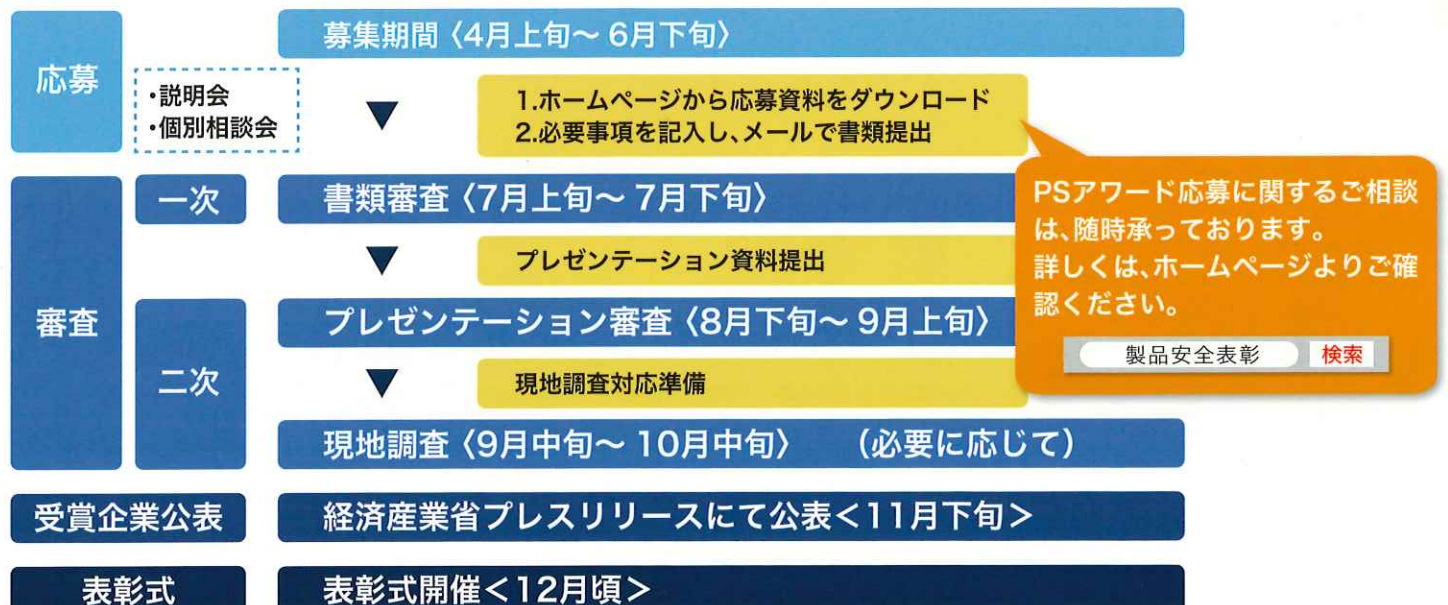 応募
募集期間〈4月上旬～6月下旬〉
・説明会
・個別相談会
▼
1.ホームページから応募資料をダウンロード
2.必要事項を記入し、メールで書類提出
PSアワード応募に関するご相談
は、随時承っております。
詳しくは、ホームページよりご確
認ください。
製品安全表彰 検索
審査
一次
書類審査〈7月上旬～7月下旬〉
▼
プレゼンテーション資料提出
二次
プレゼンテーション審査〈8月下旬～9月上旬〉
▼
現地調査対応準備
現地調査〈9月中旬～10月中旬〉 （必要に応じて）
受賞企業公表
経済産業省プレスリリースにて公表＜11月下旬＞
表彰式
表彰式開催＜12月頃＞